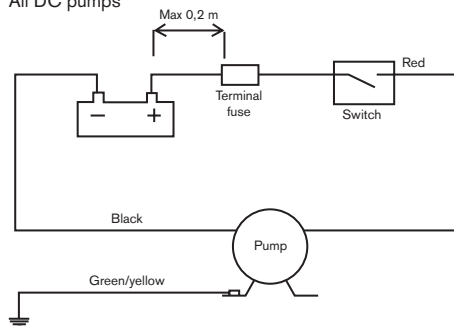 All DC pumps
Max 0,2 m
Red
Terminal
fuse
Switch
− +
Black
Pump
Green/yellow